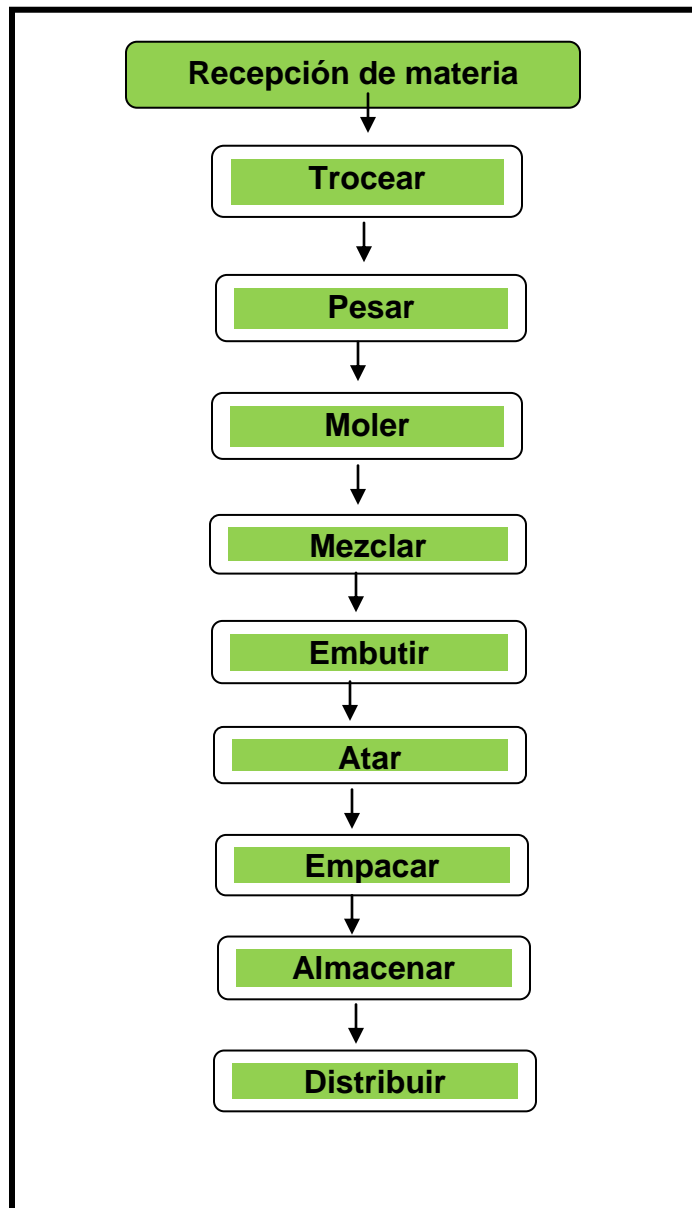 Recepción de materia
Trocear
Pesar
Moler
Mezclar
Embutir
Atar
Empacar
Almacenar
Distribuir